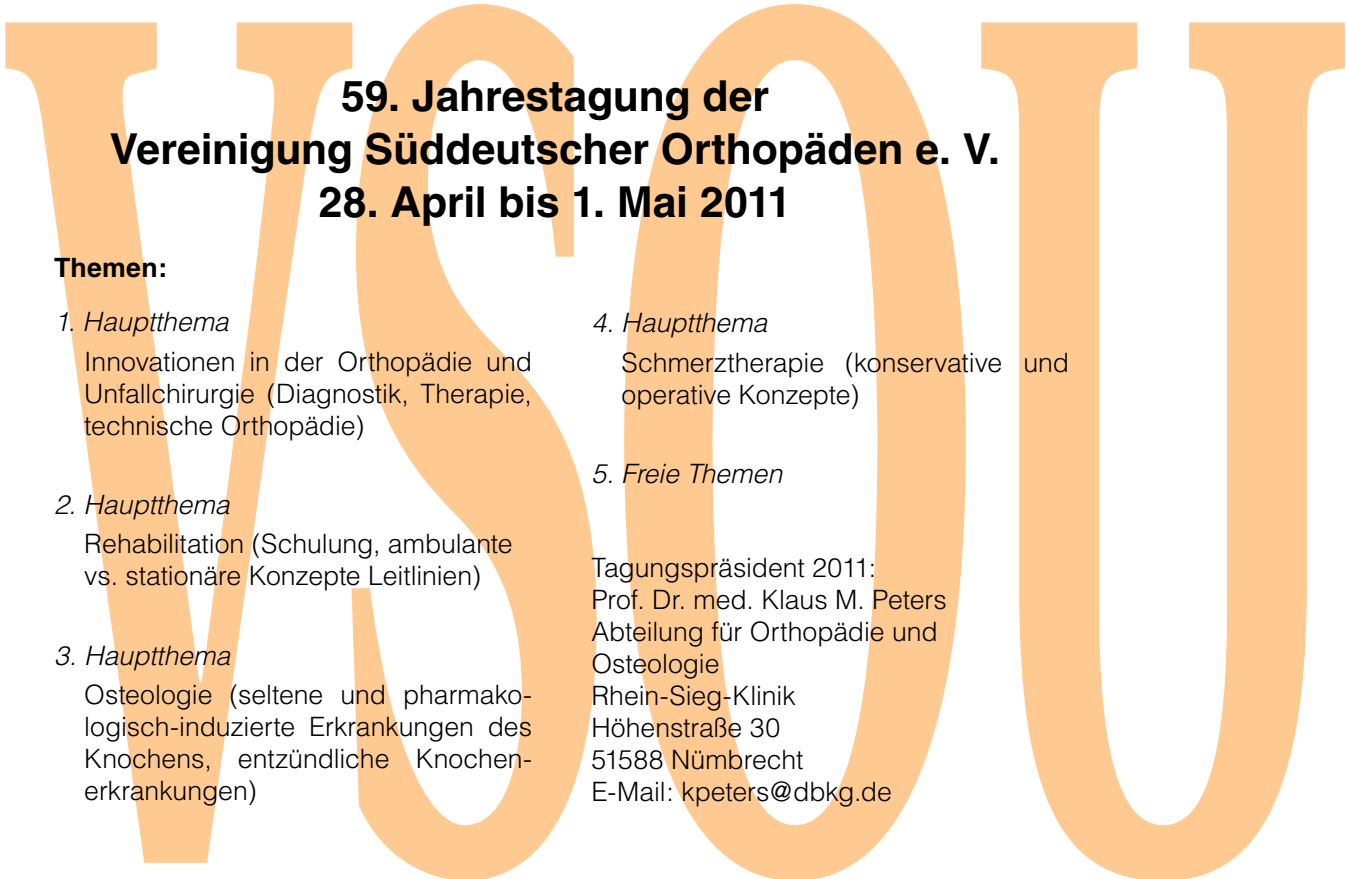 VSOU
59. Jahrestagung der
Vereinigung Süddeutscher Orthopäden e. V.
28. April bis 1. Mai 2011
Themen:
1. Hauptthema
Innovationen in der Orthopädie und
Unfallchirurgie (Diagnostik, Therapie,
technische Orthopädie)
2. Hauptthema
Rehabilitation (Schulung, ambulante
vs. stationäre Konzepte Leitlinien)
3. Hauptthema
Osteologie (seltene und pharmako-
logisch-induzierte Erkrankungen des
Knochens, entzündliche Knochen-
erkrankungen)
4. Hauptthema
Schmerztherapie (konservative und
operative Konzepte)
5. Freie Themen
Tagungspräsident 2011:
Prof. Dr. med. Klaus M. Peters
Abteilung für Orthopädie und
Osteologie
Rhein-Sieg-Klinik
Höhenstraße 30
51588 Nümbrecht
E-Mail: kpeters@dbkg.de